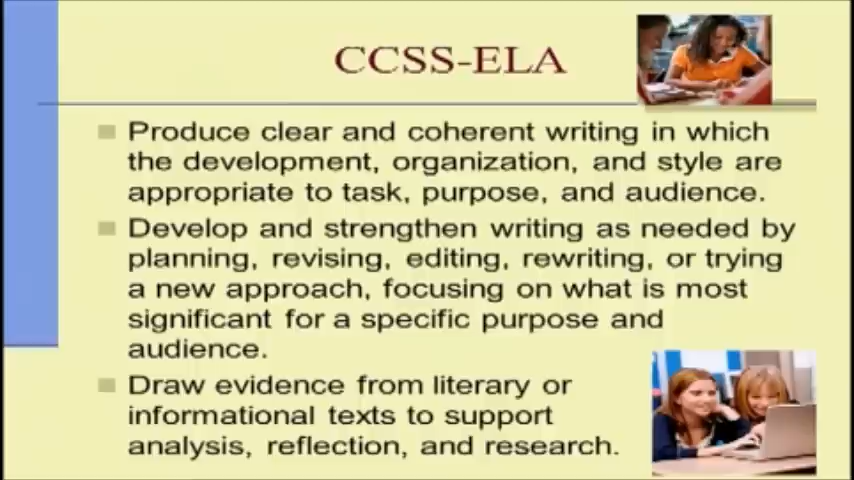 CCSS-ELA
Produce clear and coherent writing in which
the development, organization, and style are
appropriate to task, purpose, and audience.
Develop and strengthen writing as needed by
planning, revising, editing, rewriting, or trying
a new approach, focusing on what is most
significant for a specific purpose and
audience.
Draw evidence from literary or
informational texts to support
analysis, reflection, and research.